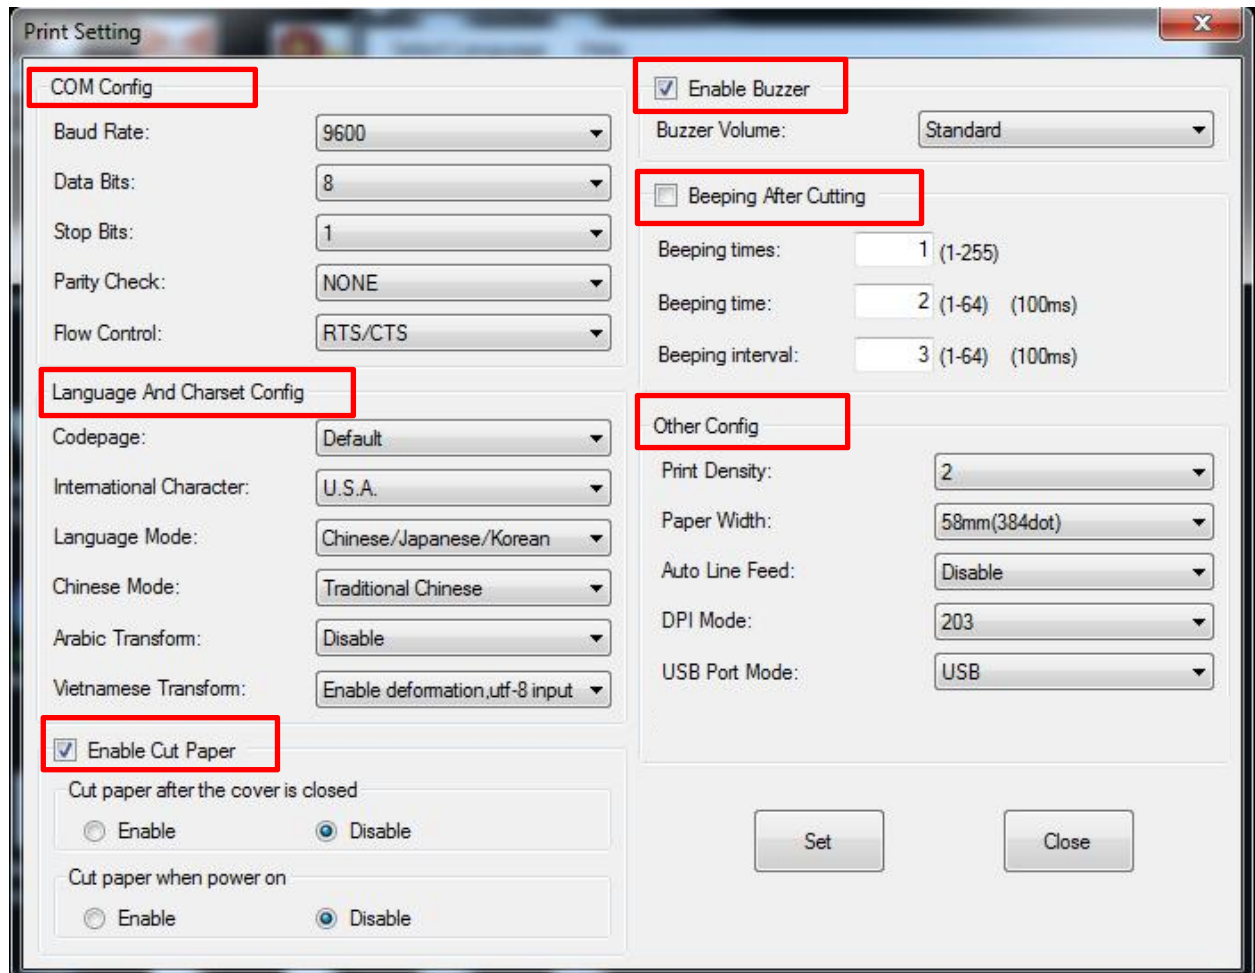 Print Setting
COM Config
Baud Rate: 9600
Data Bits: 8
Stop Bits: 1
Parity Check: NONE
Flow Control: RTS/CTS
Language And Charset Config
Codepage: Default
International Character: U.S.A.
Language Mode: Chinese/Japanese/Korean
Chinese Mode: Traditional Chinese
Arabic Transform: Disable
Vietnamese Transform: Enable deformation,utf-8 input
Enable Cut Paper
Cut paper after the cover is closed
Enable Disable
Cut paper when power on
Enable Disable
Enable Buzzer
Buzzer Volume: Standard
Beeping After Cutting
Beeping times: 1 (1-255)
Beeping time: 2 (1-64) (100ms)
Beeping interval: 3 (1-64) (100ms)
Other Config
Print Density: 2
Paper Width: 58mm(384dot)
Auto Line Feed: Disable
DPI Mode: 203
USB Port Mode: USB
Set Close